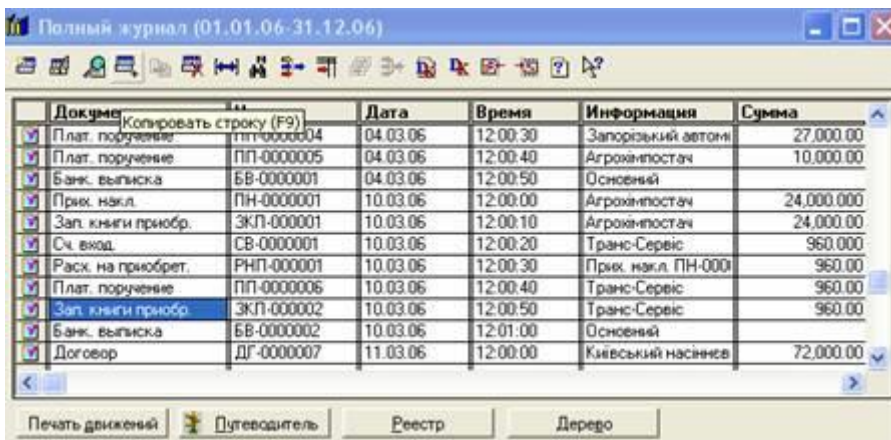 Полный журнал (01.01.06-31.12.06)
Докуме Дата Время Информация Сумма
Копировать строку (F9)
Плат. поручение ПП-0000004 04.03.06 12:00:30 Запорізький автомі 27,000.00
Плат. поручение ПП-0000005 04.03.06 12:00:40 Агрохімпостач 10,000.00
Банк. выписка БВ-0000001 04.03.06 12:00:50 Основний
Прих. накл. ПН-0000001 10.03.06 12:00:00 Агрохімпостач 24,000.000
Зап. книги приобр. ЗКП-000001 10.03.06 12:00:10 Агрохімпостач 24,000.00
Сч. вход. СВ-0000001 10.03.06 12:00:20 Транс-Сервіс 960.000
Расх. на приобрет. РНП-000001 10.03.06 12:00:30 Прих. накл. ПН-000 960.00
Плат. поручение ПП-0000006 10.03.06 12:00:40 Транс-Сервіс 960.00
Зап. книги приобр. ЗКП-000002 10.03.06 12:00:50 Транс-Сервіс 960.00
Банк. выписка БВ-0000002 10.03.06 12:01:00 Основний
Договор ДГ-0000007 11.03.06 12:00:00 Київський насіннєв 72,000.00
Печать движений Путеводитель Реестр Дерево